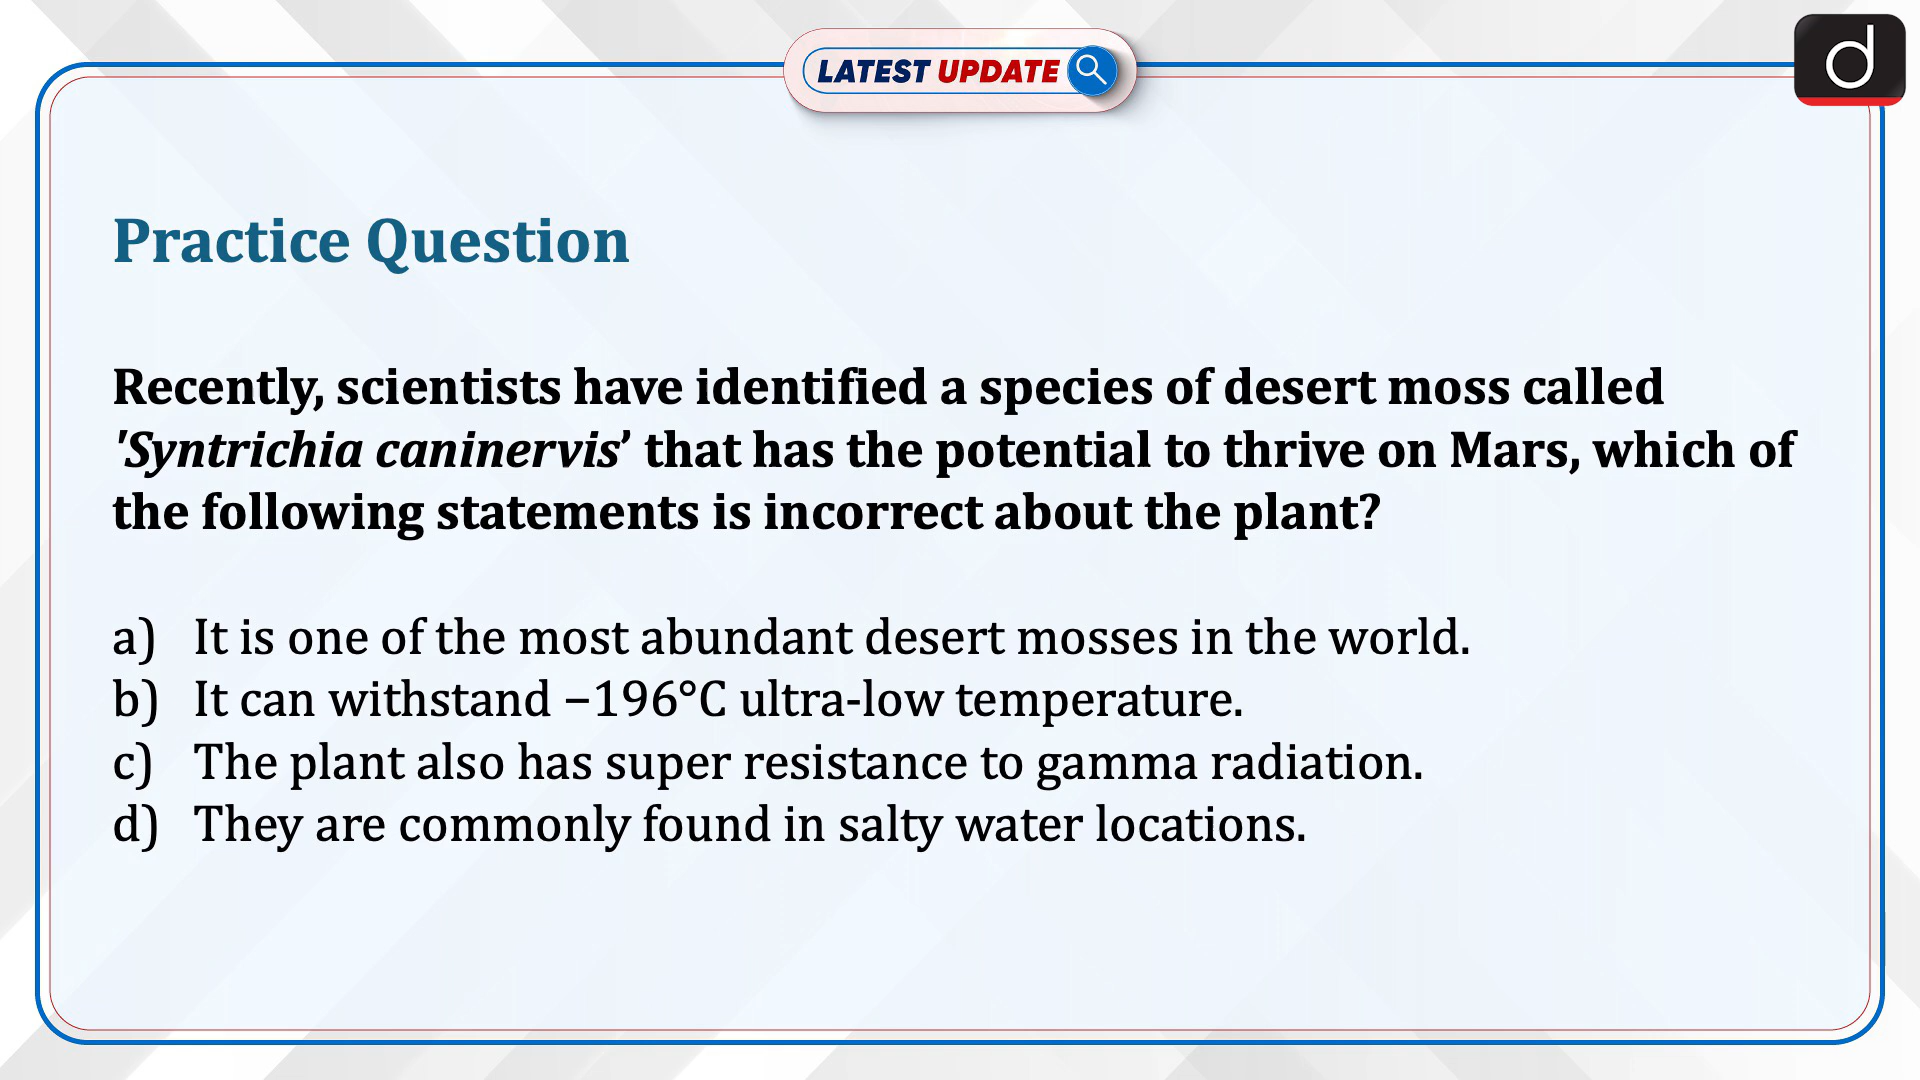 LATEST UPDATE
d
Practice Question
Recently, scientists have identified a species of desert moss called
'Syntrichia caninervis’ that has the potential to thrive on Mars, which of
the following statements is incorrect about the plant?
a) It is one of the most abundant desert mosses in the world.
b) It can withstand −196°C ultra-low temperature.
c) The plant also has super resistance to gamma radiation.
d) They are commonly found in salty water locations.